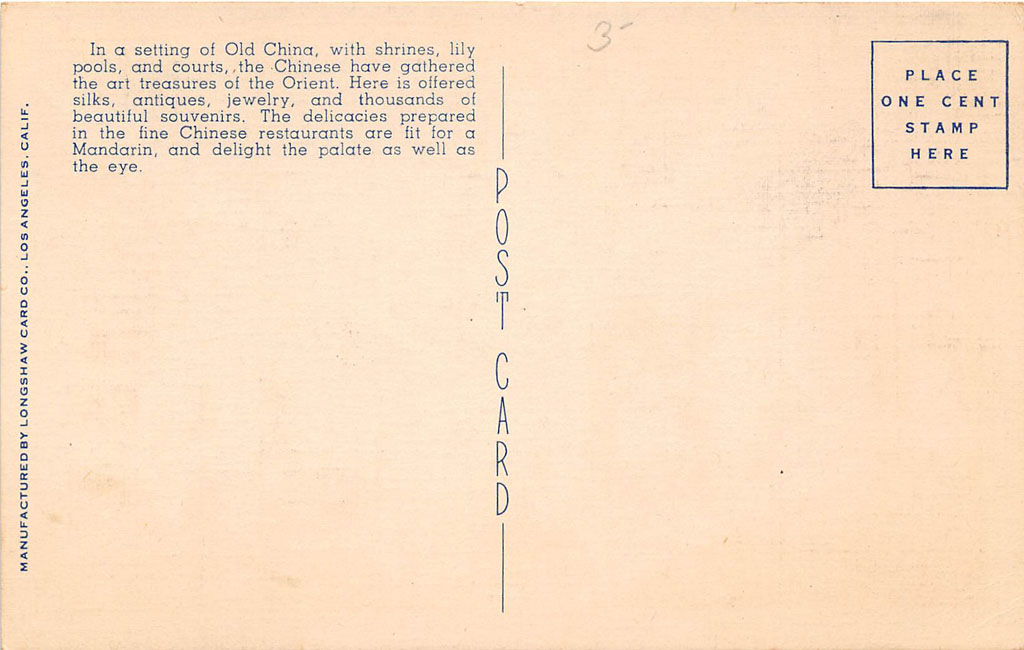 In a setting of Old China, with shrines, lily
pools, and courts, the Chinese have gathered
the art treasures of the Orient. Here is offered
silks, antiques, jewelry, and thousands of
beautiful souvenirs. The delicacies prepared
in the fine Chinese restaurants are fit for a
Mandarin, and delight the palate as well as
the eye.
MANUFACTURED BY LONGSHAW CARD CO., LOS ANGELES, CALIF.
POST CARD
3-
PLACE
ONE CENT
STAMP
HERE